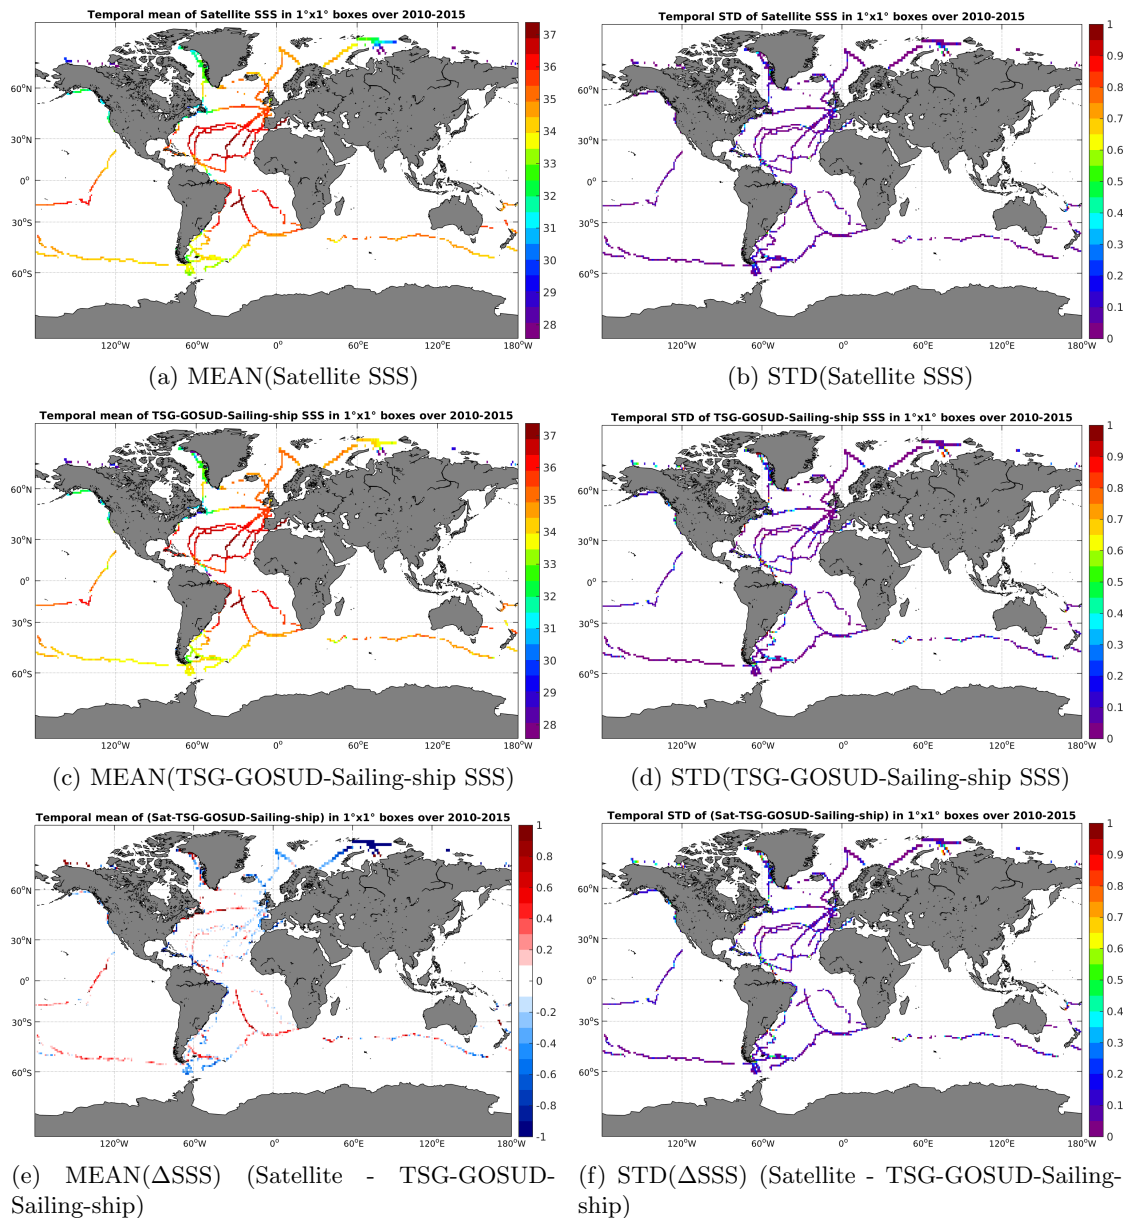 Temporal mean of Satellite SSS in 1°x1° boxes over 2010-2015
60°N
30°N
0°
30°S
60°S
120°W
60°W
0°
60°E
120°E
180°W
37
36
35
34
33
32
31
30
29
28
(a) MEAN(Satellite SSS)
Temporal STD of Satellite SSS in 1°x1° boxes over 2010-2015
60°N
30°N
0°
30°S
60°S
120°W
60°W
0°
60°E
120°E
180°W
1
0.9
0.8
0.7
0.6
0.5
0.4
0.3
0.2
0.1
0
(b) STD(Satellite SSS)
Temporal mean of TSG-GOSUD-Sailing-ship SSS in 1°x1° boxes over 2010-2015
60°N
30°N
0°
30°S
60°S
120°W
60°W
0°
60°E
120°E
180°W
37
36
35
34
33
32
31
30
29
28
(c) MEAN(TSG-GOSUD-Sailing-ship SSS)
Temporal STD of TSG-GOSUD-Sailing-ship SSS in 1°x1° boxes over 2010-2015
60°N
30°N
0°
30°S
60°S
120°W
60°W
0°
60°E
120°E
180°W
1
0.9
0.8
0.7
0.6
0.5
0.4
0.3
0.2
0.1
0
(d) STD(TSG-GOSUD-Sailing-ship SSS)
Temporal mean of (Sat-TSG-GOSUD-Sailing-ship) in 1°x1° boxes over 2010-2015
60°N
30°N
0°
30°S
60°S
120°W
60°W
0°
60°E
120°E
180°W
1
0.8
0.6
0.4
0.2
0
-0.2
-0.4
-0.6
-0.8
-1
(e) MEAN(ΔSSS) (Satellite - TSG-GOSUD-
Sailing-ship)
Temporal STD of (Sat-TSG-GOSUD-Sailing-ship) in 1°x1° boxes over 2010-2015
60°N
30°N
0°
30°S
60°S
120°W
60°W
0°
60°E
120°E
180°W
1
0.9
0.8
0.7
0.6
0.5
0.4
0.3
0.2
0.1
0
(f) STD(ΔSSS) (Satellite - TSG-GOSUD-Sailing-
ship)